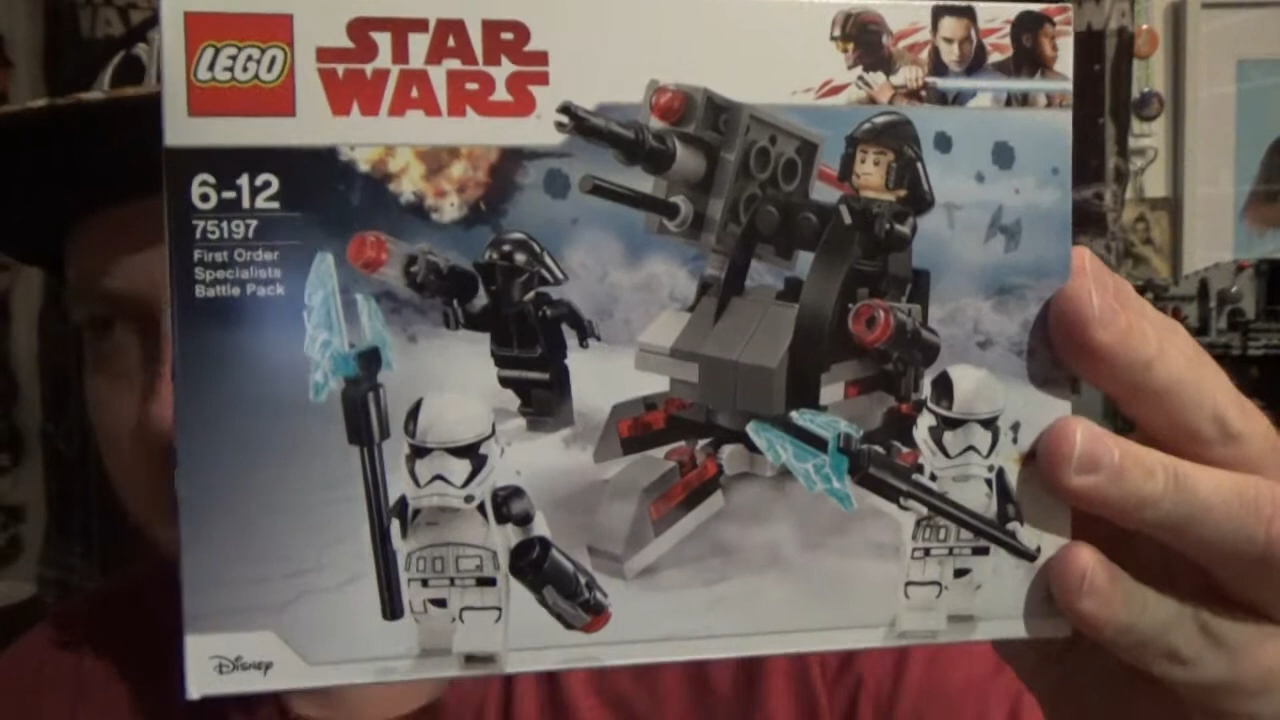 LEGO
STAR
WARS
6-12
75197
First Order
Specialists
Battle Pack
Disney